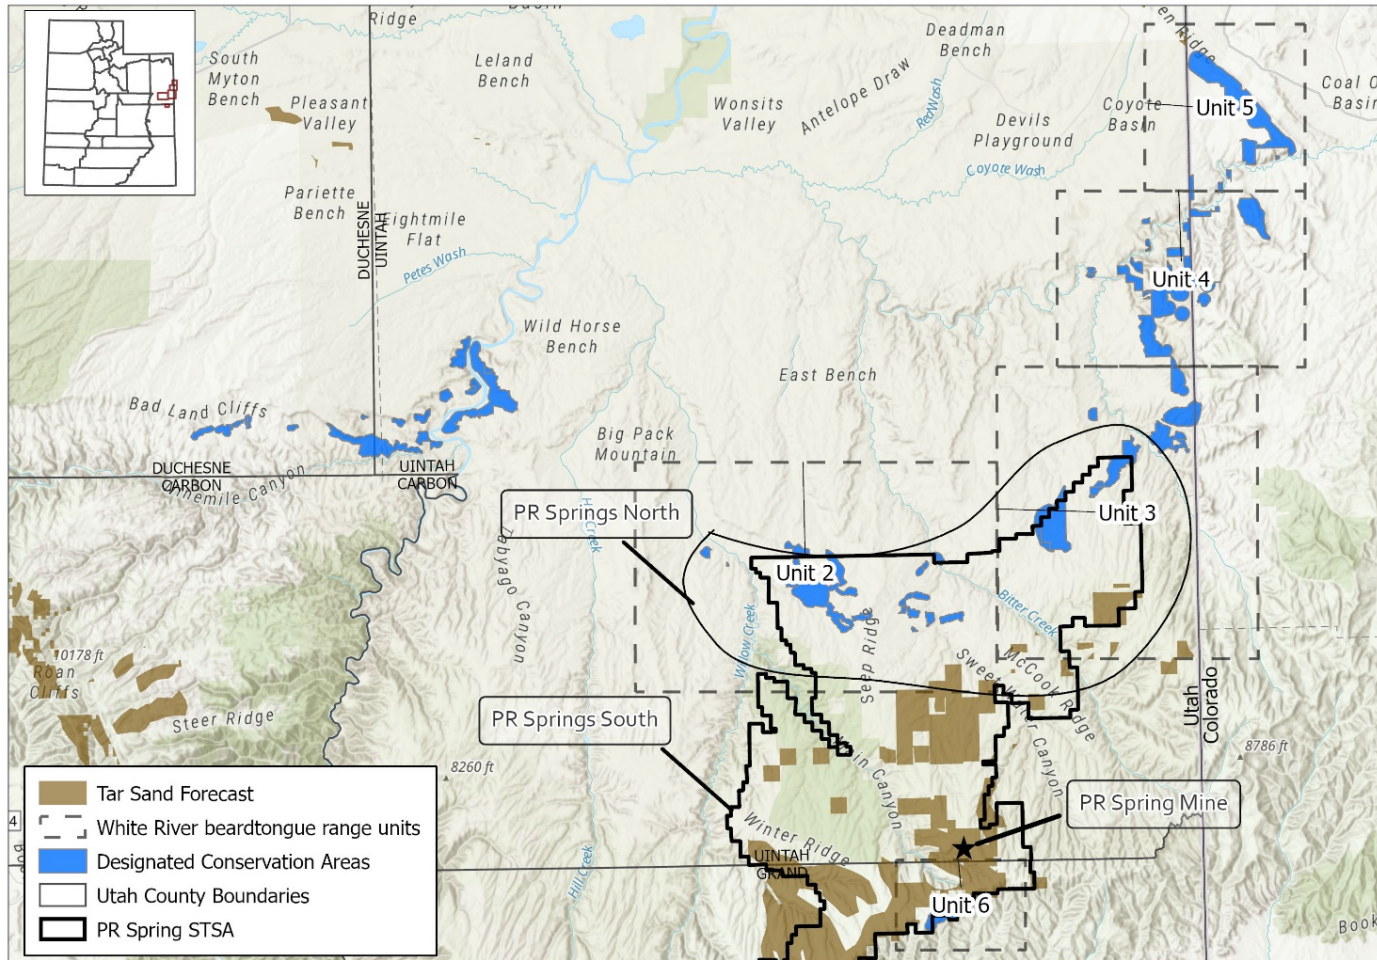 Basin
Ridge
South
Myton
Bench
Leland
Bench
Deadman
Bench
Pleasant
Valley
Wonsits
Valley
Antelope Draw
Red Wash
Devils
Playground
Coyote
Basin
Unit 5
Coyote Wash
Pariette
Bench
DUCHESNE
UINTAH
Eightmile
Flat
Petes Wash
Unit 4
Wild Horse
Bench
East Bench
Bad Land Cliffs
Big Pack
Mountain
DUCHESNE
CARBON
UINTAH
CARBON
PR Springs North
Unit 3
Unit 2
Tabyago Canyon
Willow Creek
Bitter Creek
Seep Ridge
Sweet Water Canyon
McCook Ridge
10178 ft
Roan
Cliffs
Steer Ridge
PR Springs South
Utah
Colorado
8786 ft
8260 ft
Main Canyon
PR Spring Mine
Winter Ridge
UINTAH
GRAND
Hill Creek
Unit 6
Book
4
Tar Sand Forecast
White River beardtongue range units
Designated Conservation Areas
Utah County Boundaries
PR Spring STSA